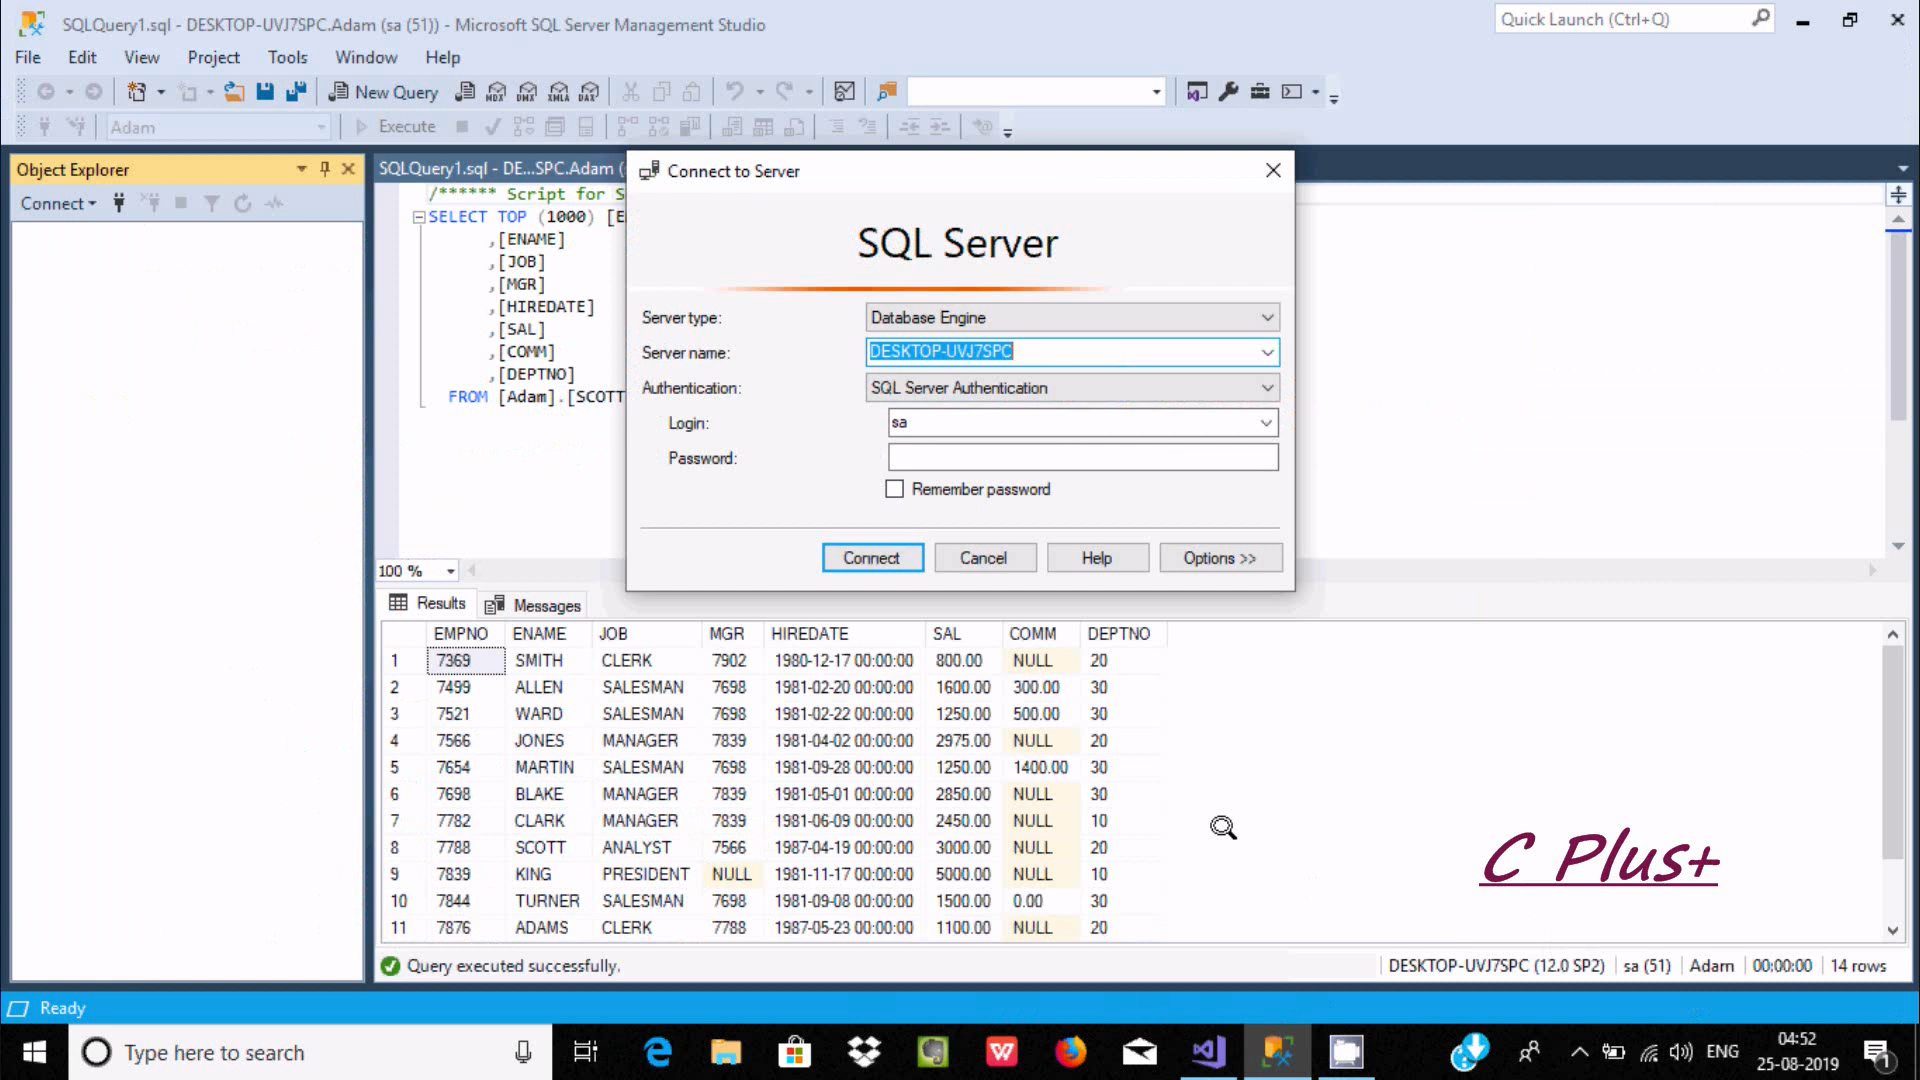 SQLQuery1.sql - DESKTOP-UVJ7SPC.Adam (sa (51)) - Microsoft SQL Server Management Studio
Quick Launch (Ctrl+Q)
File Edit View Project Tools Window Help
New Query MDX DMX XMLA DAX
Adam Execute
Object Explorer
Connect
SQLQuery1.sql - DE...SPC.Adam (
/****** Script for S
SELECT TOP (1000) [E
,[ENAME]
,[JOB]
,[MGR]
,[HIREDATE]
,[SAL]
,[COMM]
,[DEPTNO]
FROM [Adam].[SCOTT
Connect to Server
SQL Server
Server type: Database Engine
Server name: DESKTOP-UVJ7SPC
Authentication: SQL Server Authentication
Login: sa
Password:
Remember password
Connect Cancel Help Options >>
100 %
Results Messages
EMPNO ENAME JOB MGR HIREDATE SAL COMM DEPTNO
1 7369 SMITH CLERK 7902 1980-12-17 00:00:00 800.00 NULL 20
2 7499 ALLEN SALESMAN 7698 1981-02-20 00:00:00 1600.00 300.00 30
3 7521 WARD SALESMAN 7698 1981-02-22 00:00:00 1250.00 500.00 30
4 7566 JONES MANAGER 7839 1981-04-02 00:00:00 2975.00 NULL 20
5 7654 MARTIN SALESMAN 7698 1981-09-28 00:00:00 1250.00 1400.00 30
6 7698 BLAKE MANAGER 7839 1981-05-01 00:00:00 2850.00 NULL 30
7 7782 CLARK MANAGER 7839 1981-06-09 00:00:00 2450.00 NULL 10
8 7788 SCOTT ANALYST 7566 1987-04-19 00:00:00 3000.00 NULL 20
9 7839 KING PRESIDENT NULL 1981-11-17 00:00:00 5000.00 NULL 10
10 7844 TURNER SALESMAN 7698 1981-09-08 00:00:00 1500.00 0.00 30
11 7876 ADAMS CLERK 7788 1987-05-23 00:00:00 1100.00 NULL 20
C Plus+
Query executed successfully. DESKTOP-UVJ7SPC (12.0 SP2) sa (51) Adam 00:00:00 14 rows
Ready
Type here to search
ENG
04:52
25-08-2019
1